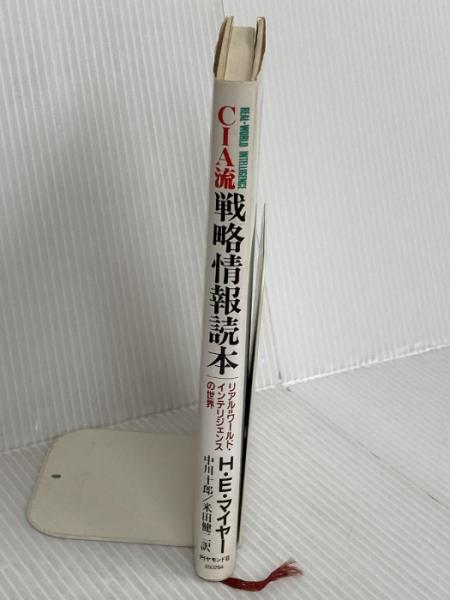 REAL-WORLD INTELLIGENCE
CIA流
戦略情報読本
リアル=ワールド・
インテリジェンス
の世界
H・E・マイヤー
中川十郎/米田健二訳
ダイヤモンド社
350264